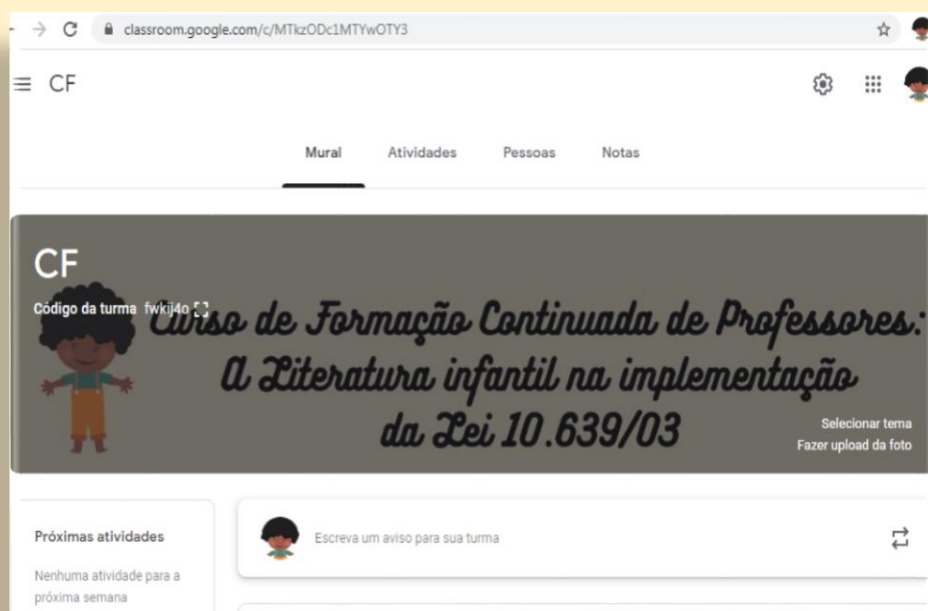 classroom.google.com/c/MTkzODc1MTYwOTY3
CF
Mural Atividades Pessoas Notas
CF
Código da turma fwkij4o
Curso de Formação Continuada de Professores:
A Literatura infantil na implementação
da Lei 10.639/03
Selecionar tema
Fazer upload da foto
Próximas atividades
Nenhuma atividade para a
próxima semana
Escreva um aviso para sua turma